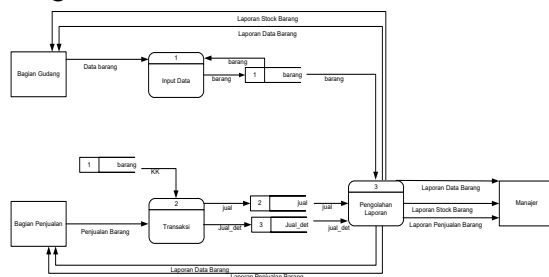 Laporan Stock Barang
Laporan Data Barang
Bagian Gudang
Data barang
1
Input Data
barang
barang
1 barang
barang
1 barang
KK
Bagian Penjualan
Penjualan Barang
2
Transaksi
jual
Jual_det
2 jual
3 Jual_det
jual
jual_det
3
Pengolahan
Laporan
Laporan Data Barang
Laporan Stock Barang
Laporan Penjualan Barang
Manajer
Laporan Data Barang
Laporan Penjualan Barang